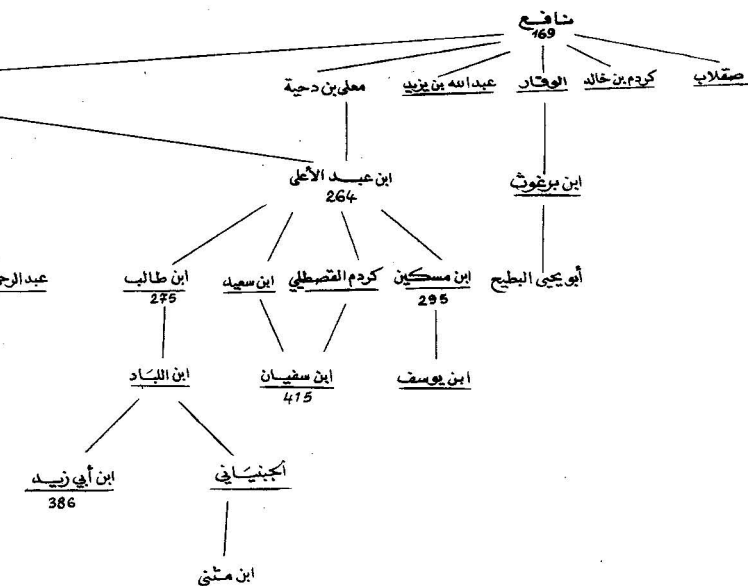 نافع
169
صقلاب
كردم بن خالد
الوقار
عبد الله بن يزيد
معلى بن دحية
ابن برغوث
ابن عبد الأعلى
264
أبو يحيى البطيح
ابن مسكين
295
كردم القصطلي
ابن سعيد
ابن طالب
275
ابن يوسف
ابن سفيان
415
ابن اللباد
الجبنياني
ابن أبي زيد
386
ابن مثنى